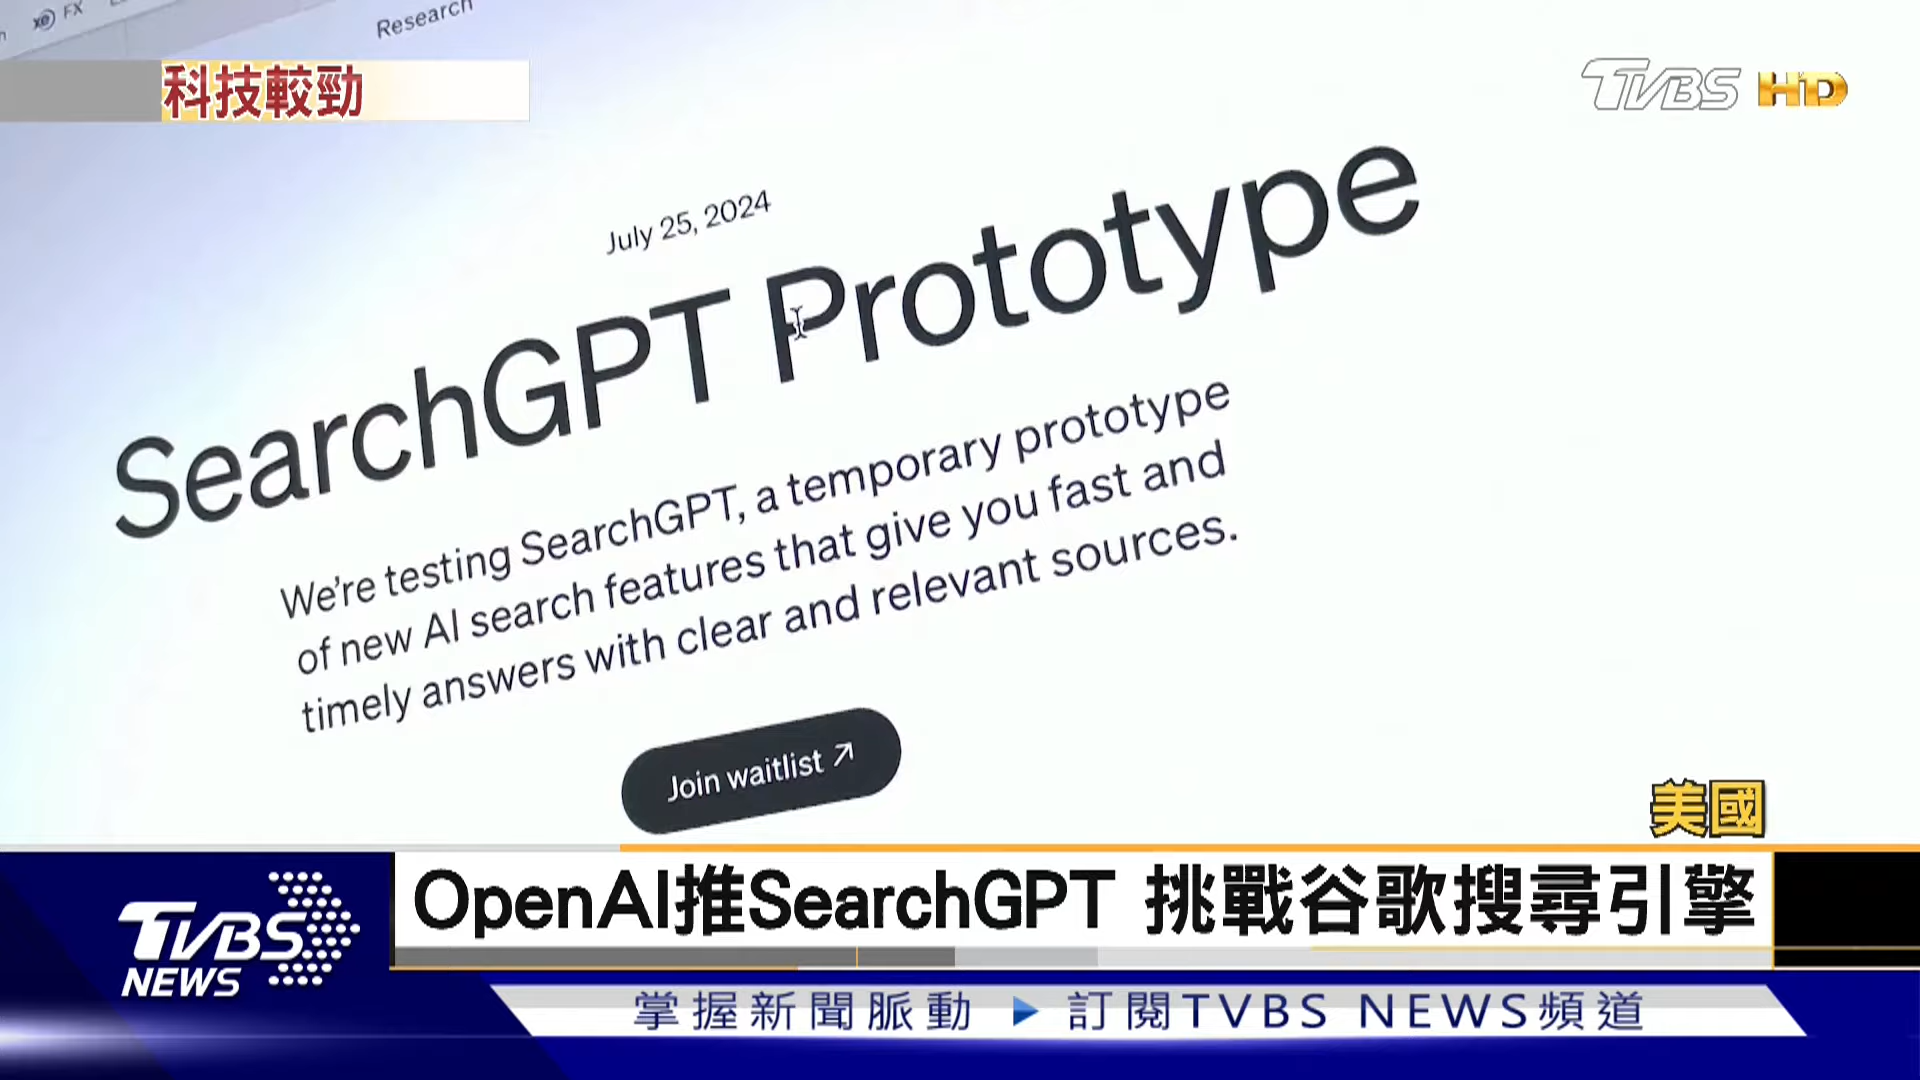 FX
Research
科技較勁
TVBS HD
July 25, 2024
SearchGPT Prototype
We're testing SearchGPT, a temporary prototype
of new AI search features that give you fast and
timely answers with clear and relevant sources.
Join waitlist ↗
美國
OpenAI推SearchGPT 挑戰谷歌搜尋引擎
TVBS
NEWS
掌握新聞脈動 ▶ 訂閱TVBS NEWS頻道